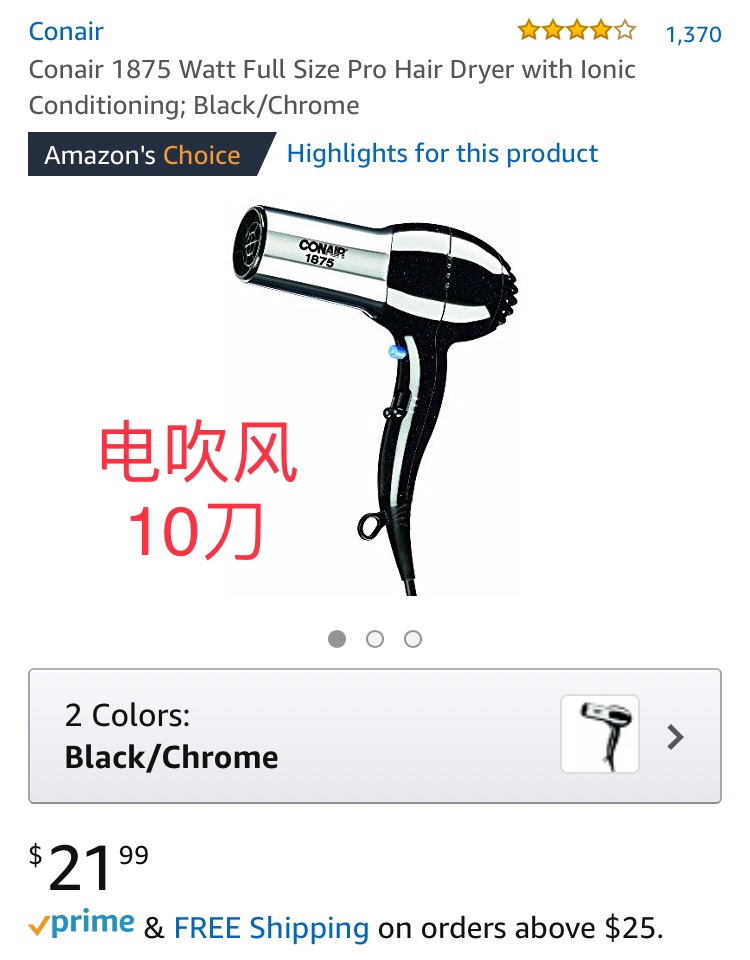 Conair
1,370
Conair 1875 Watt Full Size Pro Hair Dryer with Ionic
Conditioning; Black/Chrome
Amazon's Choice
Highlights for this product
CONAIR
1875
电吹风
10刀
2 Colors:
Black/Chrome
$21 99
prime & FREE Shipping on orders above $25.